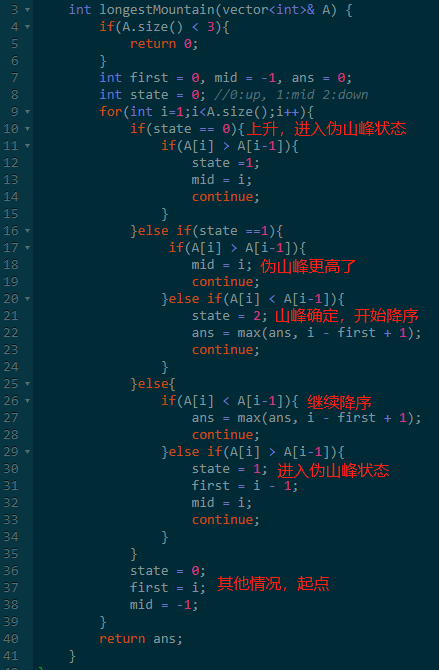 3 int longestMountain(vector<int>& A) {
4 if(A.size() < 3){
5 return 0;
6 }
7 int first = 0, mid = -1, ans = 0;
8 int state = 0; //0:up, 1:mid 2:down
9 for(int i=1;i<A.size();i++){
10 if(state == 0){ 上升，进入伪山峰状态
11 if(A[i] > A[i-1]){
12 state =1;
13 mid = i;
14 continue;
15 }
16 }else if(state ==1){
17 if(A[i] > A[i-1]){
18 mid = i; 伪山峰更高了
19 continue;
20 }else if(A[i] < A[i-1]){
21 state = 2; 山峰确定，开始降序
22 ans = max(ans, i - first + 1);
23 continue;
24 }
25 }else{
26 if(A[i] < A[i-1]){ 继续降序
27 ans = max(ans, i - first + 1);
28 continue;
29 }else if(A[i] > A[i-1]){
30 state = 1; 进入伪山峰状态
31 first = i - 1;
32 mid = i;
33 continue;
34 }
35 }
36 state = 0;
37 first = i; 其他情况，起点
38 mid = -1;
39 }
40 return ans;
41 }